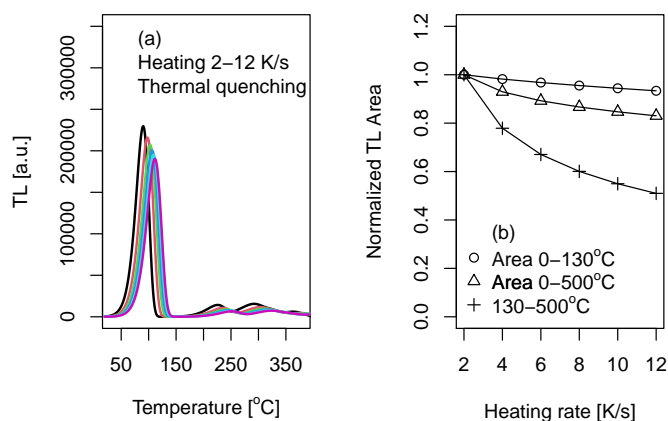 (a)
Heating 2–12 K/s
Thermal quenching
TL [a.u.]
0
100000
200000
300000
50
150
250
350
Temperature [°C]
Normalized TL Area
0.0
0.2
0.4
0.6
0.8
1.0
1.2
(b)
Area 0–130°C
Area 0–500°C
130–500°C
2
4
6
8
10
12
Heating rate [K/s]